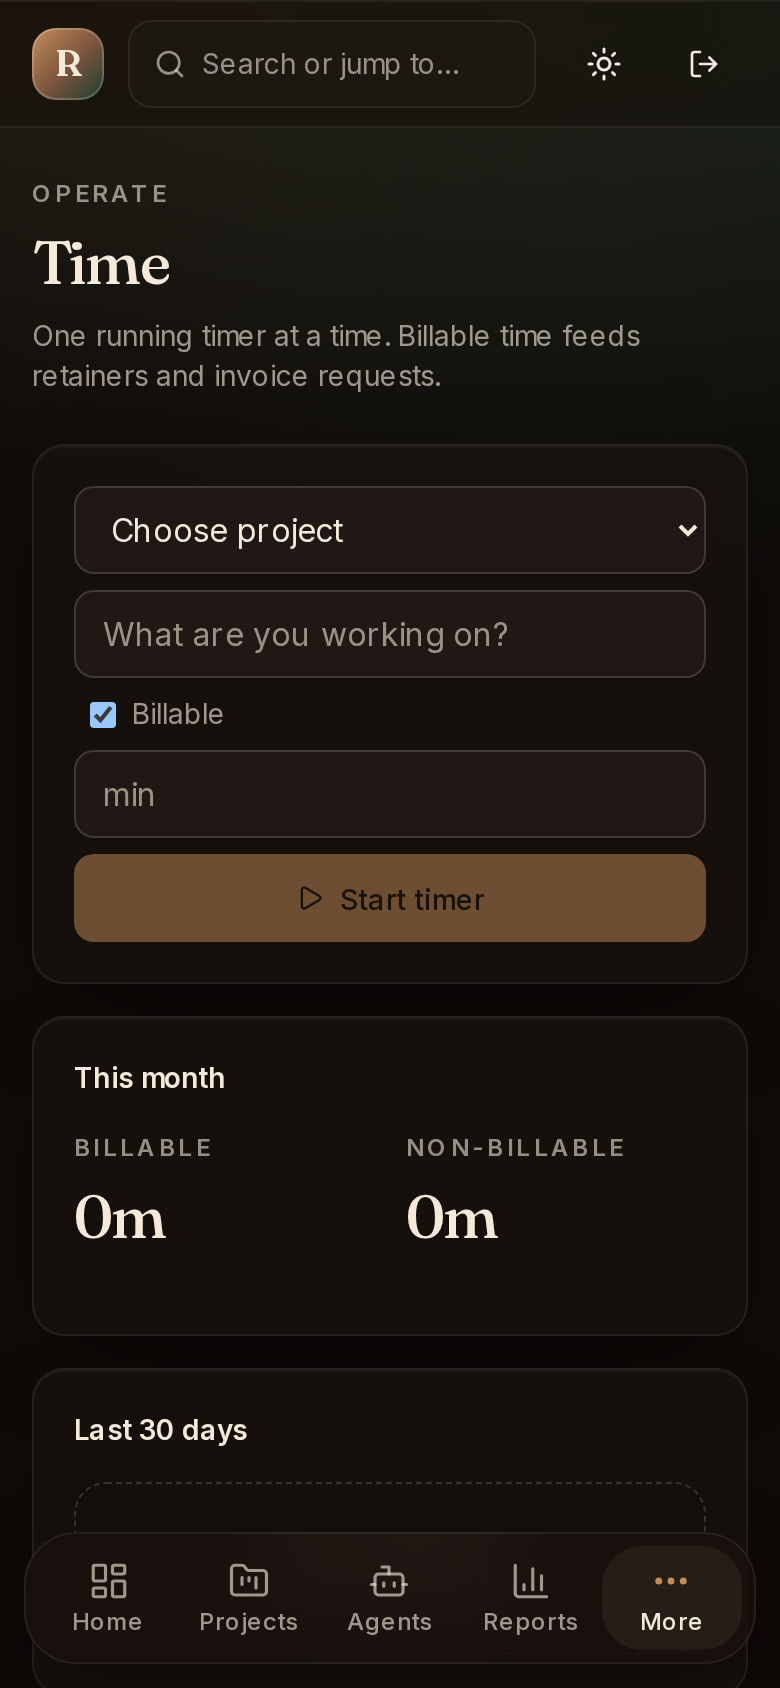 R
Search or jump to...
OPERATE
Time
One running timer at a time. Billable time feeds
retainers and invoice requests.
Choose project
What are you working on?
Billable
min
Start timer
This month
BILLABLE
NON-BILLABLE
0m
0m
Last 30 days
Home
Projects
Agents
Reports
More